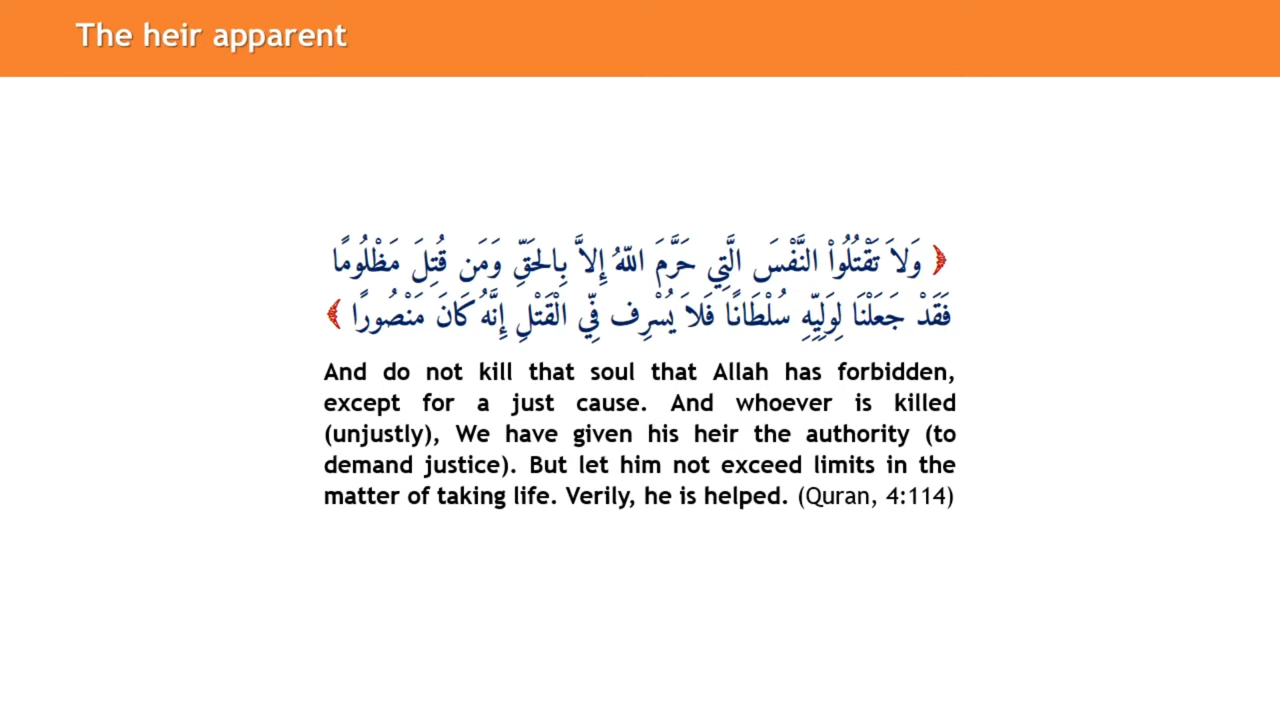 The heir apparent
﴿ وَلاَ تَقْتُلُواْ النَّفْسَ الَّتِي حَرَّمَ اللّهُ إِلاَّ بِالحَقِّ وَمَن قُتِلَ مَظْلُومًا
فَقَدْ جَعَلْنَا لِوَلِيِّهِ سُلْطَانًا فَلاَ يُسْرِف فِّي الْقَتْلِ إِنَّهُ كَانَ مَنْصُورًا ﴾
And do not kill that soul that Allah has forbidden,
except for a just cause. And whoever is killed
(unjustly), We have given his heir the authority (to
demand justice). But let him not exceed limits in the
matter of taking life. Verily, he is helped. (Quran, 4:114)